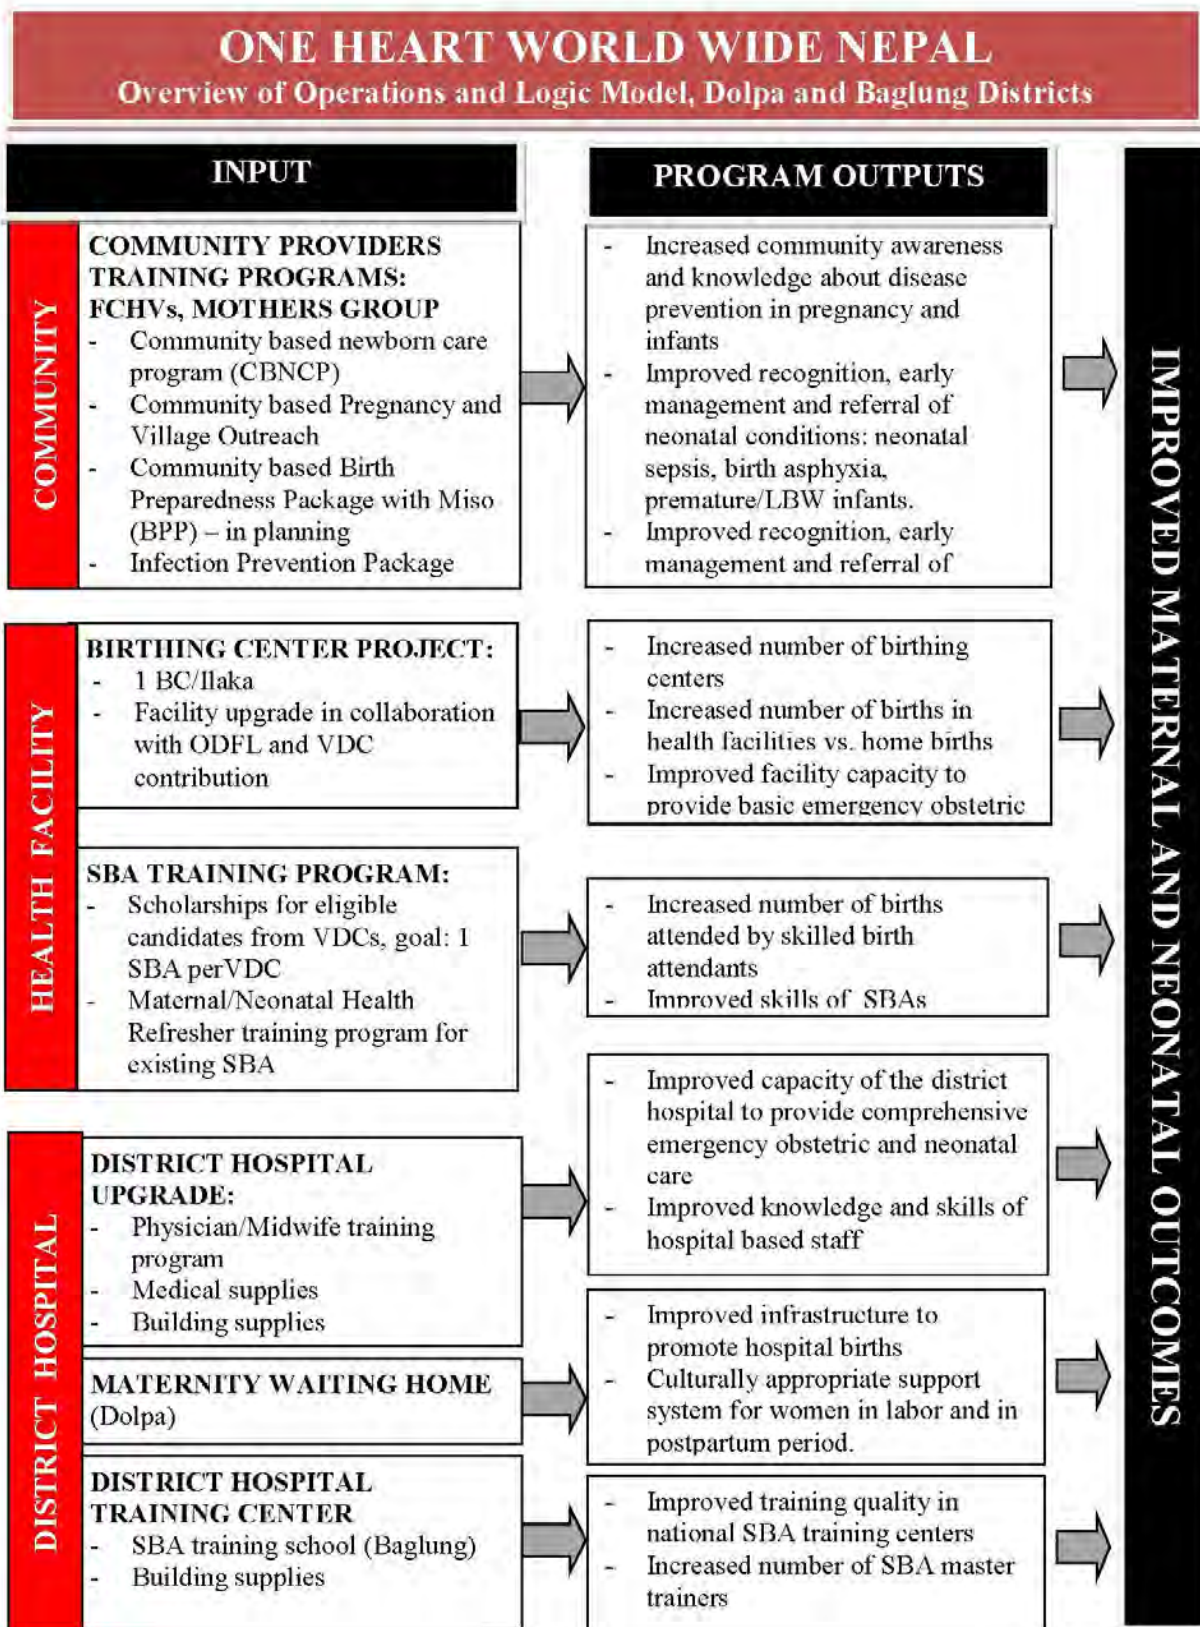 ONE HEART WORLD WIDE NEPAL
Overview of Operations and Logic Model, Dolpa and Baglung Districts
INPUT
PROGRAM OUTPUTS
COMMUNITY
COMMUNITY PROVIDERS
TRAINING PROGRAMS:
FCHVs, MOTHERS GROUP
- Community based newborn care
program (CBNCP)
- Community based Pregnancy and
Village Outreach
- Community based Birth
Preparedness Package with Miso
(BPP) – in planning
- Infection Prevention Package
- Increased community awareness
and knowledge about disease
prevention in pregnancy and
infants
- Improved recognition, early
management and referral of
neonatal conditions: neonatal
sepsis, birth asphyxia,
premature/LBW infants.
- Improved recognition, early
management and referral of
HEALTH FACILITY
BIRTHING CENTER PROJECT:
- 1 BC/Ilaka
- Facility upgrade in collaboration
with ODFL and VDC
contribution
- Increased number of birthing
centers
- Increased number of births in
health facilities vs. home births
- Improved facility capacity to
provide basic emergency obstetric
SBA TRAINING PROGRAM:
- Scholarships for eligible
candidates from VDCs, goal: 1
SBA perVDC
- Maternal/Neonatal Health
Refresher training program for
existing SBA
- Increased number of births
attended by skilled birth
attendants
- Improved skills of SBAs
DISTRICT HOSPITAL
DISTRICT HOSPITAL
UPGRADE:
- Physician/Midwife training
program
- Medical supplies
- Building supplies
- Improved capacity of the district
hospital to provide comprehensive
emergency obstetric and neonatal
care
- Improved knowledge and skills of
hospital based staff
MATERNITY WAITING HOME
(Dolpa)
- Improved infrastructure to
promote hospital births
- Culturally appropriate support
system for women in labor and in
postpartum period.
DISTRICT HOSPITAL
TRAINING CENTER
- SBA training school (Baglung)
- Building supplies
- Improved training quality in
national SBA training centers
- Increased number of SBA master
trainers
IMPROVED MATERNAL AND NEONATAL OUTCOMES